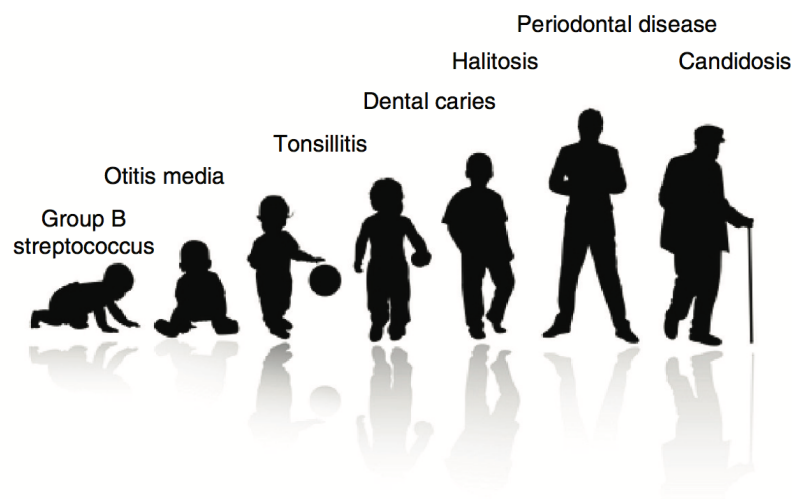 Periodontal disease
Halitosis
Candidosis
Dental caries
Tonsillitis
Otitis media
Group B
streptococcus